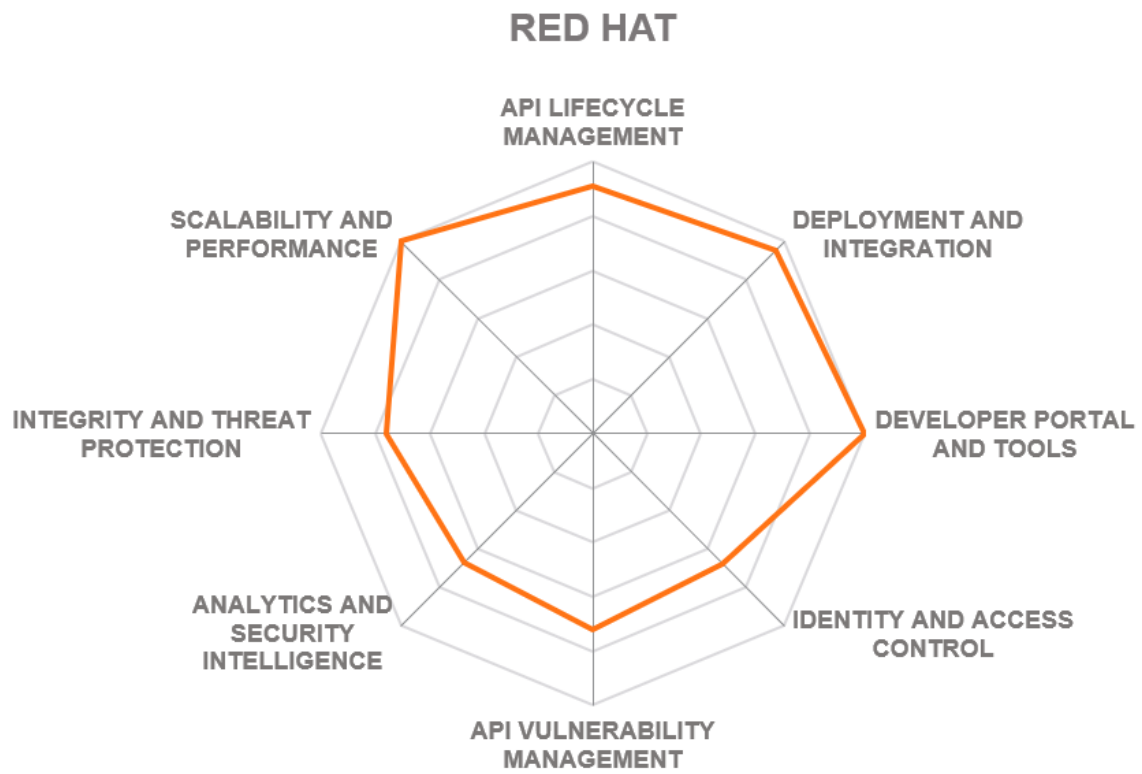 RED HAT
API LIFECYCLE
MANAGEMENT
SCALABILITY AND
PERFORMANCE
DEPLOYMENT AND
INTEGRATION
INTEGRITY AND THREAT
PROTECTION
DEVELOPER PORTAL
AND TOOLS
ANALYTICS AND
SECURITY
INTELLIGENCE
IDENTITY AND ACCESS
CONTROL
API VULNERABILITY
MANAGEMENT